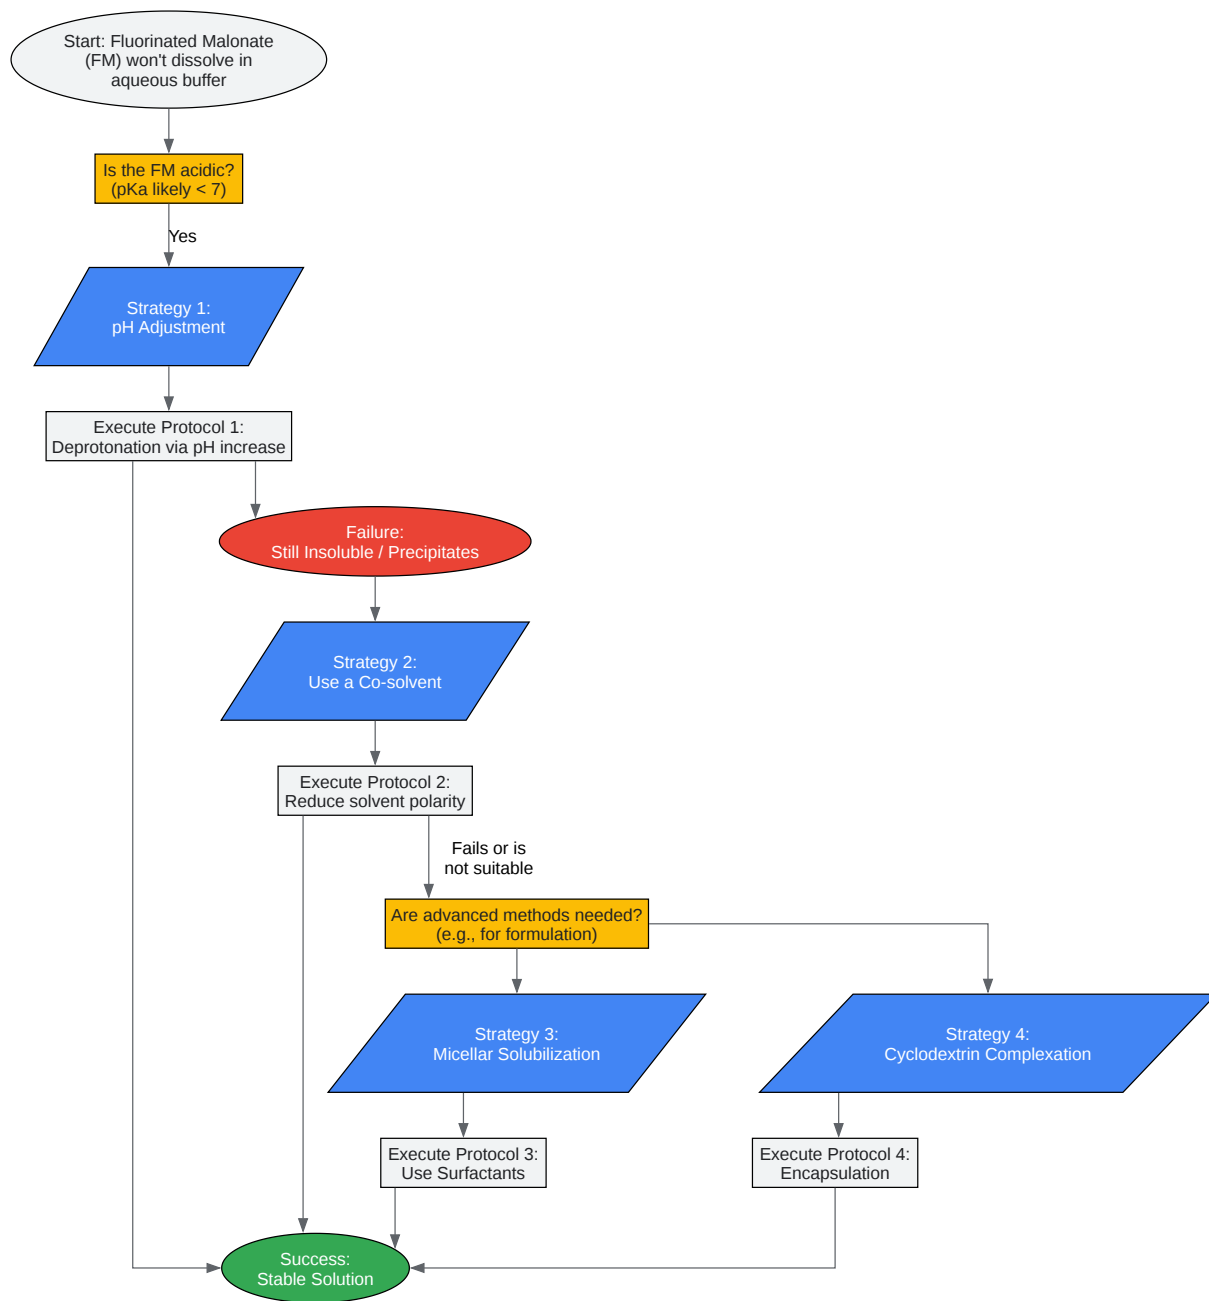 Start: Fluorinated Malonate
(FM) won't dissolve in
aqueous buffer
Is the FM acidic?
(pKa likely < 7)
Yes
Strategy 1:
pH Adjustment
Execute Protocol 1:
Deprotonation via pH increase
Failure:
Still Insoluble / Precipitates
Strategy 2:
Use a Co-solvent
Execute Protocol 2:
Reduce solvent polarity
Fails or is
not suitable
Are advanced methods needed?
(e.g., for formulation)
Strategy 3:
Micellar Solubilization
Strategy 4:
Cyclodextrin Complexation
Execute Protocol 3:
Use Surfactants
Execute Protocol 4:
Encapsulation
Success:
Stable Solution